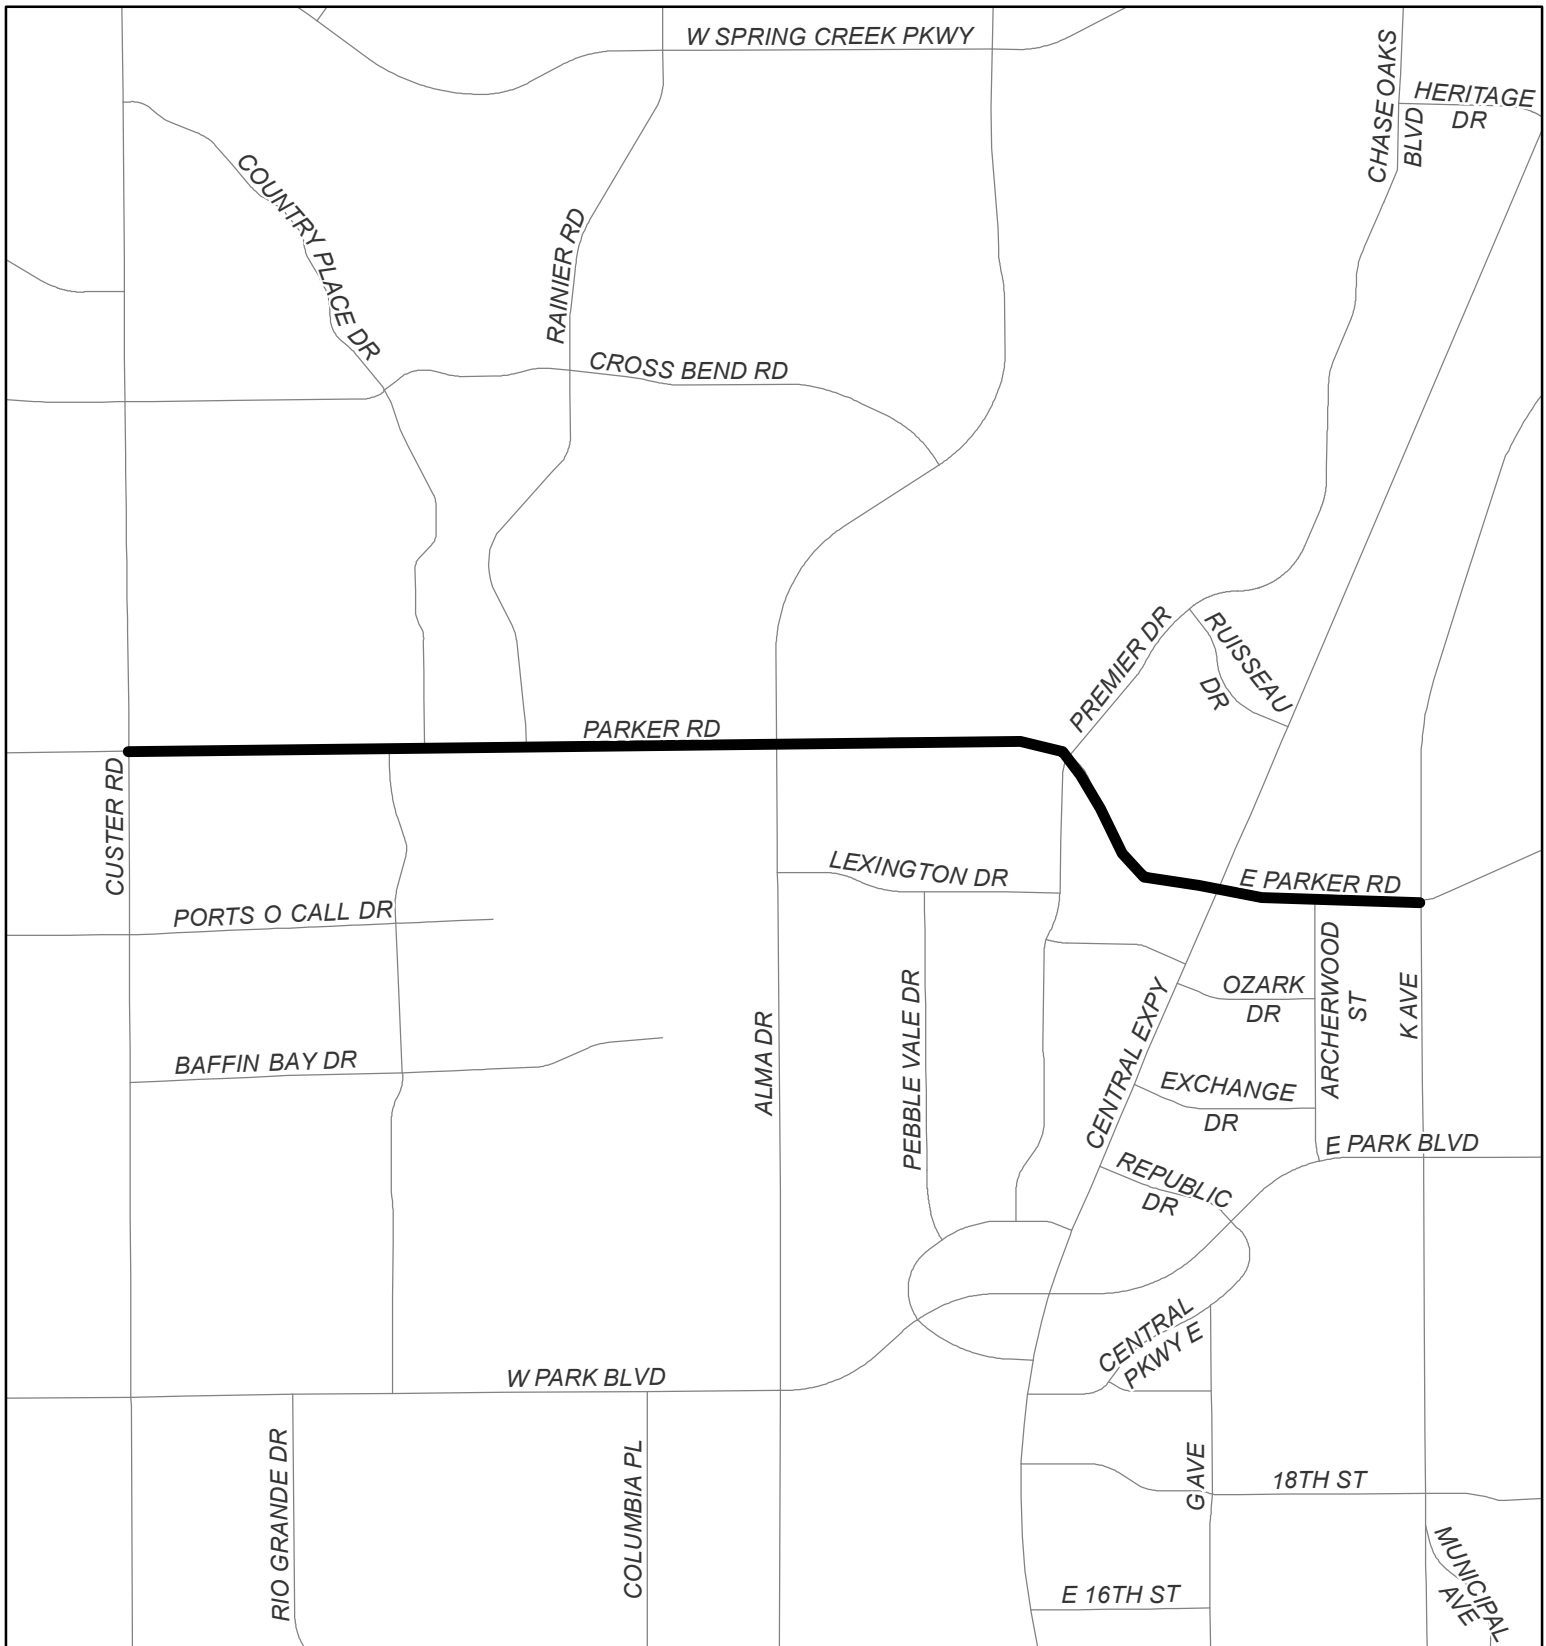 W SPRING CREEK PKWY
CHASE OAKS
BLVD
HERITAGE
DR
COUNTRY PLACE DR
RAINIER RD
CROSS BEND RD
PREMIER DR
RUISSEAU
DR
PARKER RD
CUSTER RD
LEXINGTON DR
E PARKER RD
PORTS O CALL DR
ARCHERWOOD
ST
PEBBLE VALE DR
OZARK
DR
K AVE
CENTRAL EXPY
ALMA DR
BAFFIN BAY DR
EXCHANGE
DR
E PARK BLVD
REPUBLIC
DR
CENTRAL
PKWY E
W PARK BLVD
RIO GRANDE DR
COLUMBIA PL
G AVE
18TH ST
MUNICIPAL
AVE
E 16TH ST